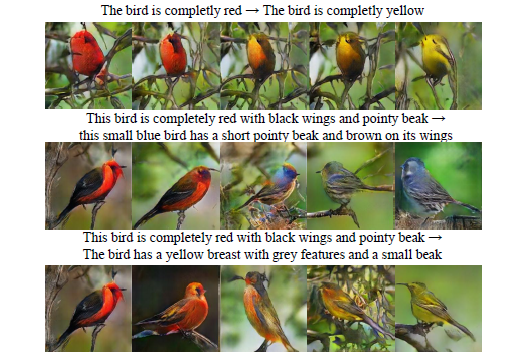 The bird is completly red → The bird is completly yellow
This bird is completely red with black wings and pointy beak →
this small blue bird has a short pointy beak and brown on its wings
This bird is completely red with black wings and pointy beak →
The bird has a yellow breast with grey features and a small beak